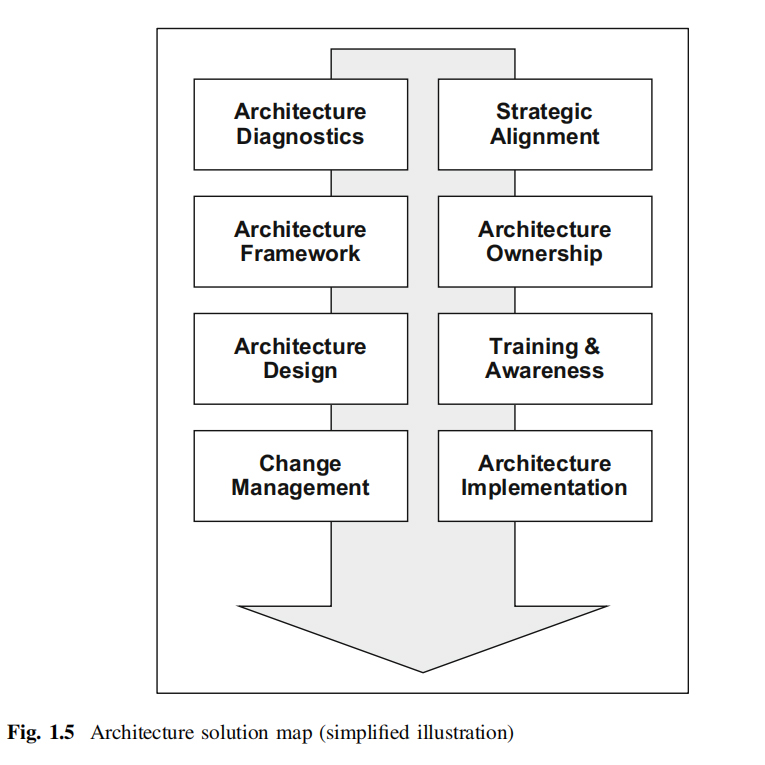 Architecture
Diagnostics
Strategic
Alignment
Architecture
Framework
Architecture
Ownership
Architecture
Design
Training &
Awareness
Change
Management
Architecture
Implementation
Fig. 1.5 Architecture solution map (simplified illustration)